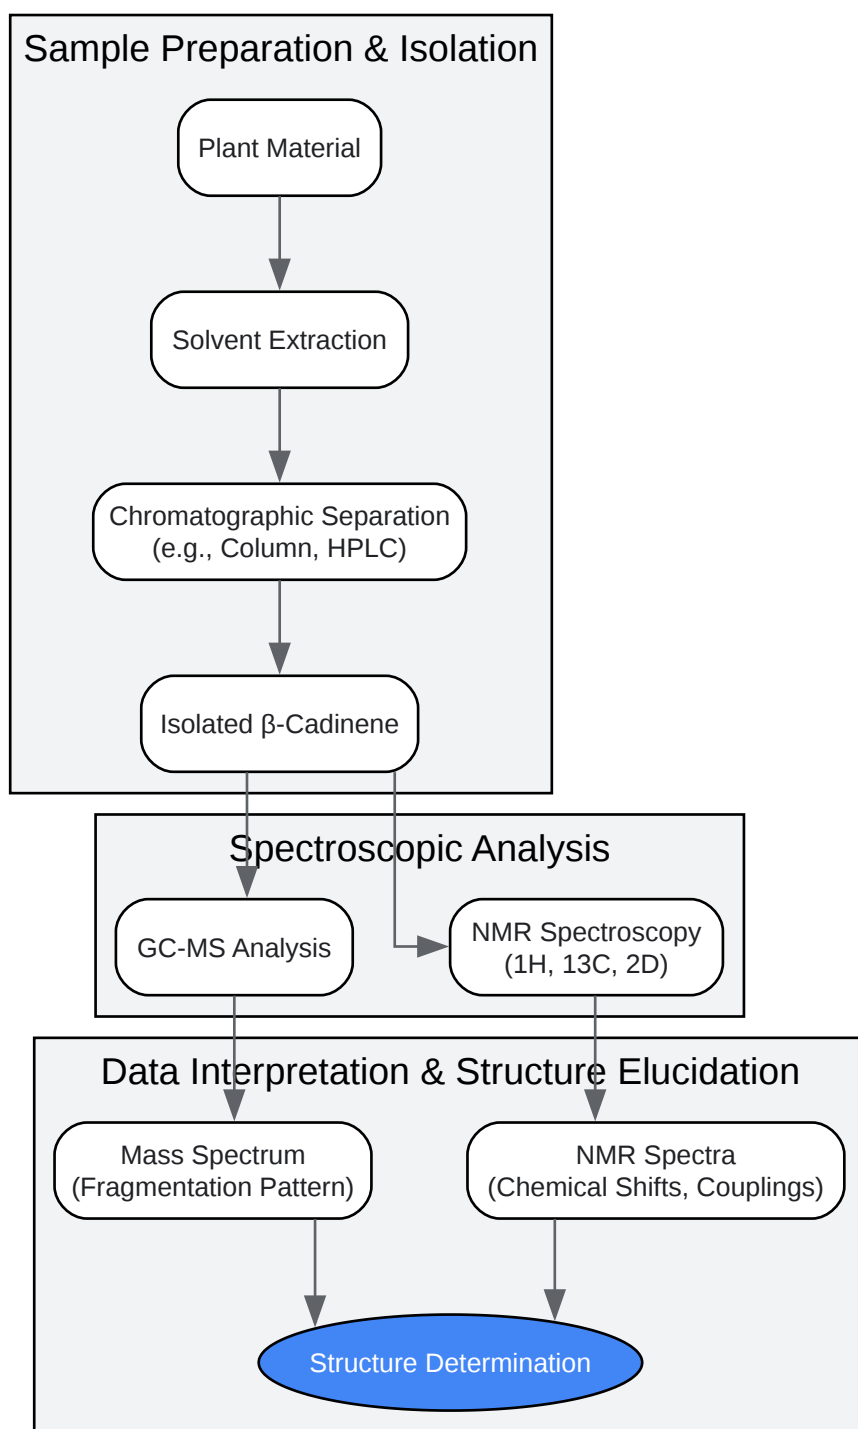 Sample Preparation & Isolation
Plant Material
Solvent Extraction
Chromatographic Separation
(e.g., Column, HPLC)
Isolated β-Cadinene
Spectroscopic Analysis
GC-MS Analysis
NMR Spectroscopy
(1H, 13C, 2D)
Data Interpretation & Structure Elucidation
Mass Spectrum
(Fragmentation Pattern)
NMR Spectra
(Chemical Shifts, Couplings)
Structure Determination